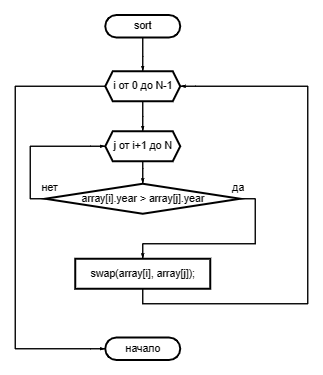 sort
i от 0 до N-1
j от i+1 до N
нет
да
array[i].year > array[j].year
swap(array[i], array[j]);
начало